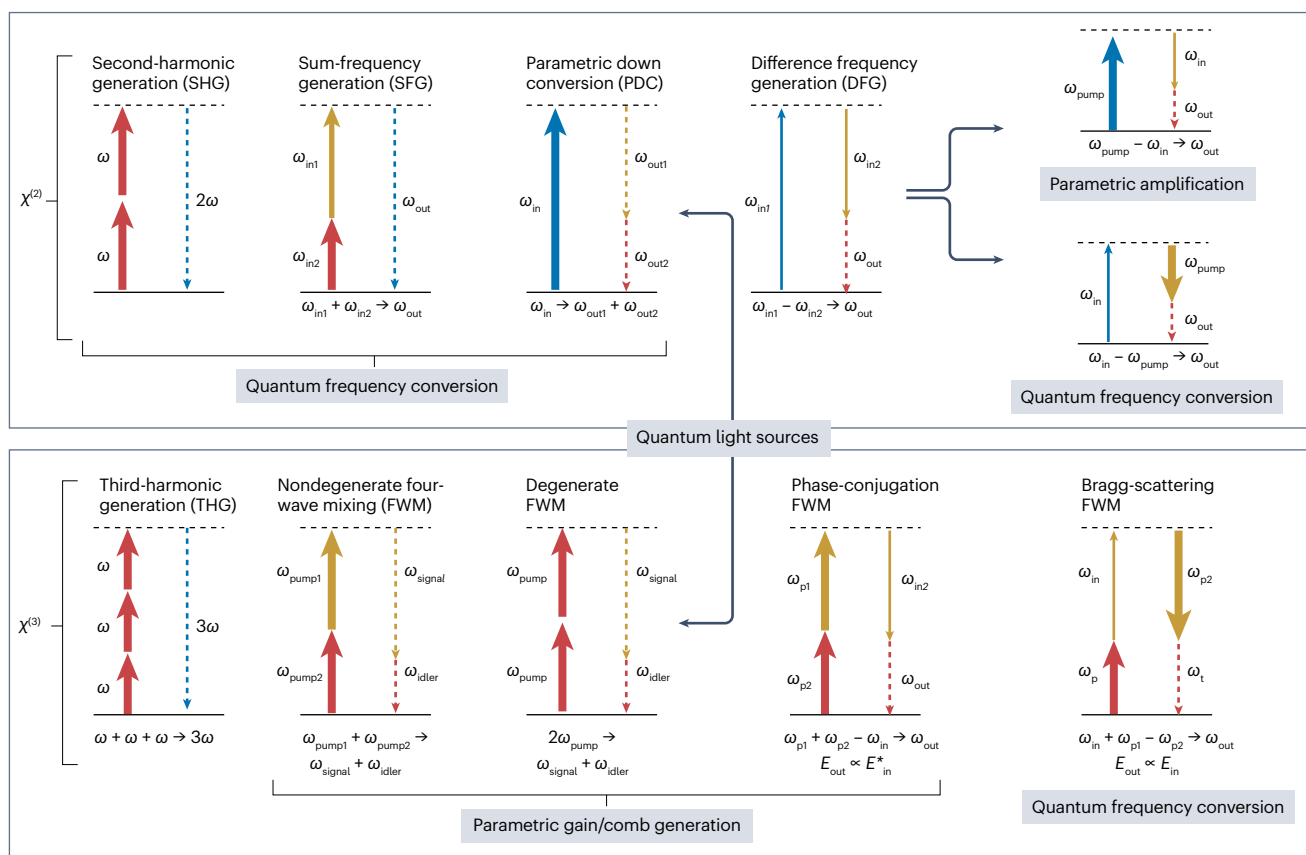 Second-harmonic
generation (SHG)
ω
ω
2ω
Sum-frequency
generation (SFG)
ω_in1
ω_in2
ω_out
ω_in1 + ω_in2 → ω_out
Parametric down
conversion (PDC)
ω_in
ω_out1
ω_out2
ω_in → ω_out1 + ω_out2
Difference frequency
generation (DFG)
ω_in1
ω_in2
ω_out
ω_in1 − ω_in2 → ω_out
ω_pump
ω_in
ω_out
ω_pump − ω_in → ω_out
Parametric amplification
ω_in
ω_pump
ω_out
ω_in − ω_pump → ω_out
Quantum frequency conversion
χ^(2)
Quantum frequency conversion
Quantum light sources
χ^(3)
Third-harmonic
generation (THG)
ω
ω
ω
3ω
ω + ω + ω → 3ω
Nondegenerate four-
wave mixing (FWM)
ω_pump1
ω_pump2
ω_signal
ω_idler
ω_pump1 + ω_pump2 →
ω_signal + ω_idler
Degenerate
FWM
ω_pump
ω_pump
ω_signal
ω_idler
2ω_pump →
ω_signal + ω_idler
Phase-conjugation
FWM
ω_p1
ω_p2
ω_in2
ω_out
ω_p1 + ω_p2 − ω_in → ω_out
E_out ∝ E*_in
Parametric gain/comb generation
Bragg-scattering
FWM
ω_in
ω_p
ω_p2
ω_t
ω_in + ω_p1 − ω_p2 → ω_out
E_out ∝ E_in
Quantum frequency conversion